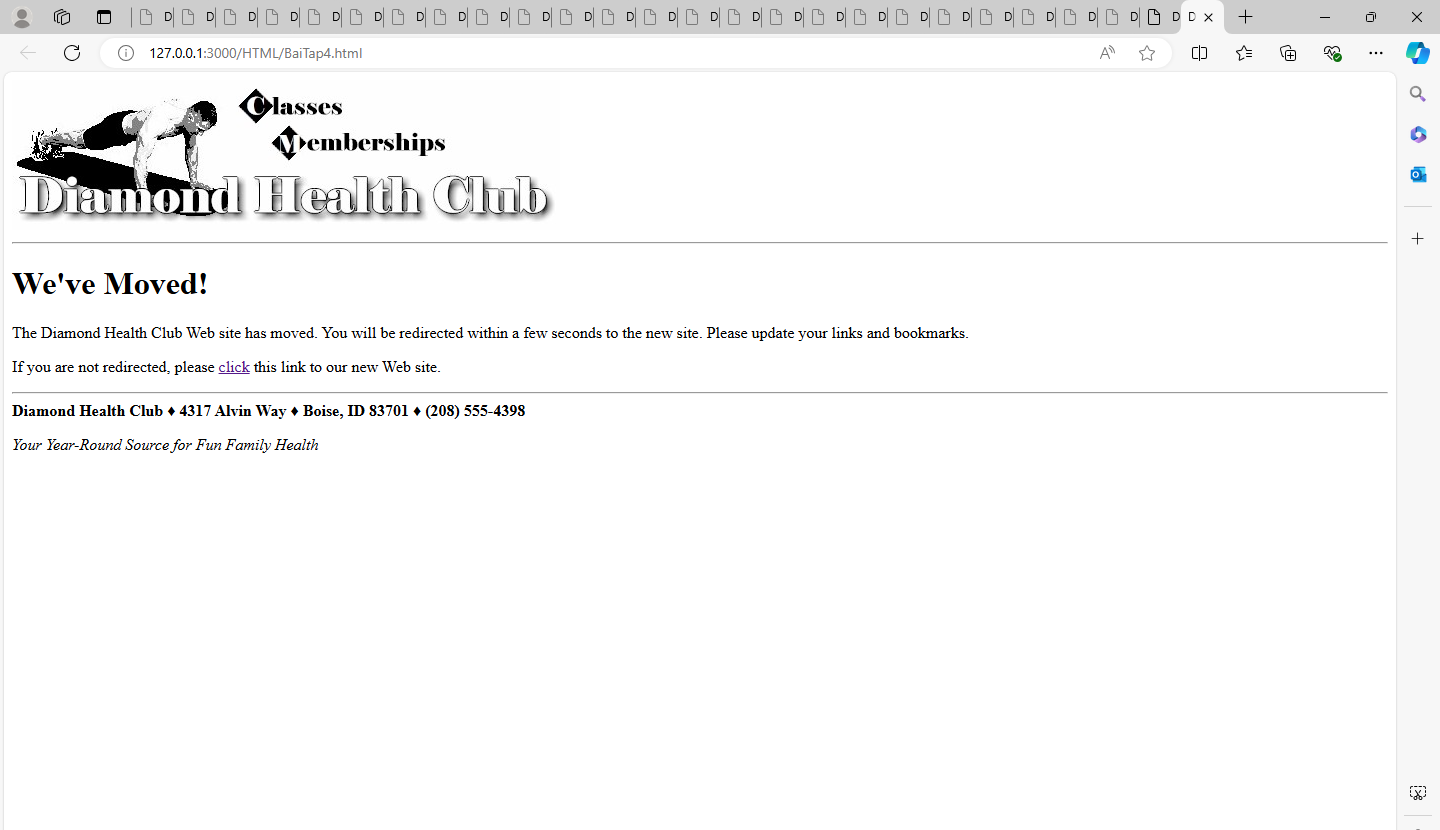 D D D D D D D D D D D D D D D D D D D D D D D D D D
127.0.0.1:3000/HTML/BaiTap4.html
Classes
Memberships
Diamond Health Club
We've Moved!
The Diamond Health Club Web site has moved. You will be redirected within a few seconds to the new site. Please update your links and bookmarks.
If you are not redirected, please click this link to our new Web site.
Diamond Health Club ♦ 4317 Alvin Way ♦ Boise, ID 83701 ♦ (208) 555-4398
Your Year-Round Source for Fun Family Health